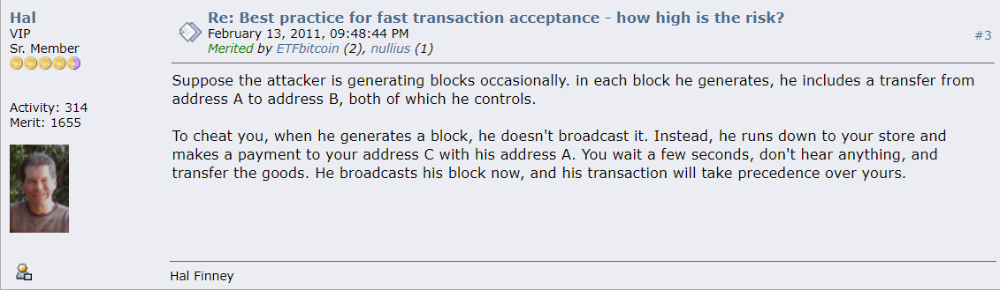 Hal
VIP
Sr. Member
Activity: 314
Merit: 1655
Re: Best practice for fast transaction acceptance - how high is the risk?
February 13, 2011, 09:48:44 PM
Merited by ETFbitcoin (2), nullius (1)
#3
Suppose the attacker is generating blocks occasionally. in each block he generates, he includes a transfer from
address A to address B, both of which he controls.
To cheat you, when he generates a block, he doesn't broadcast it. Instead, he runs down to your store and
makes a payment to your address C with his address A. You wait a few seconds, don't hear anything, and
transfer the goods. He broadcasts his block now, and his transaction will take precedence over yours.
Hal Finney